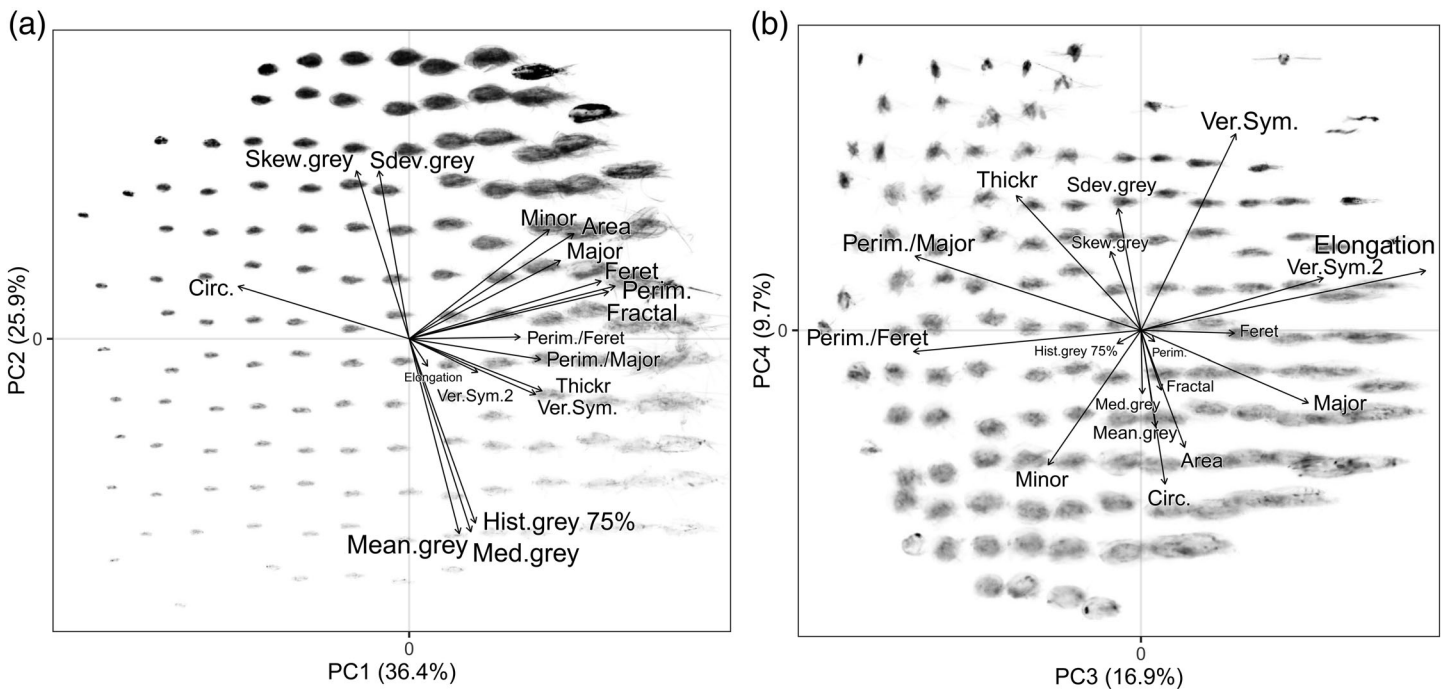 (a)
Skew.grey
Sdev.grey
Minor
Area
Major
Feret
Circ.
Perim.
Fractal
Perim./Feret
Perim./Major
Elongation
Thickr
Ver.Sym.2
Ver.Sym.
Hist.grey 75%
Mean.grey
Med.grey
PC2 (25.9%)
0
0
PC1 (36.4%)
(b)
Ver.Sym.
Thickr
Sdev.grey
Perim./Major
Skew.grey
Elongation
Ver.Sym.2
Perim./Feret
Feret
Hist.grey 75%
Perim.
Fractal
Med.grey
Major
Mean.grey
Area
Minor
Circ.
PC4 (9.7%)
0
0
PC3 (16.9%)